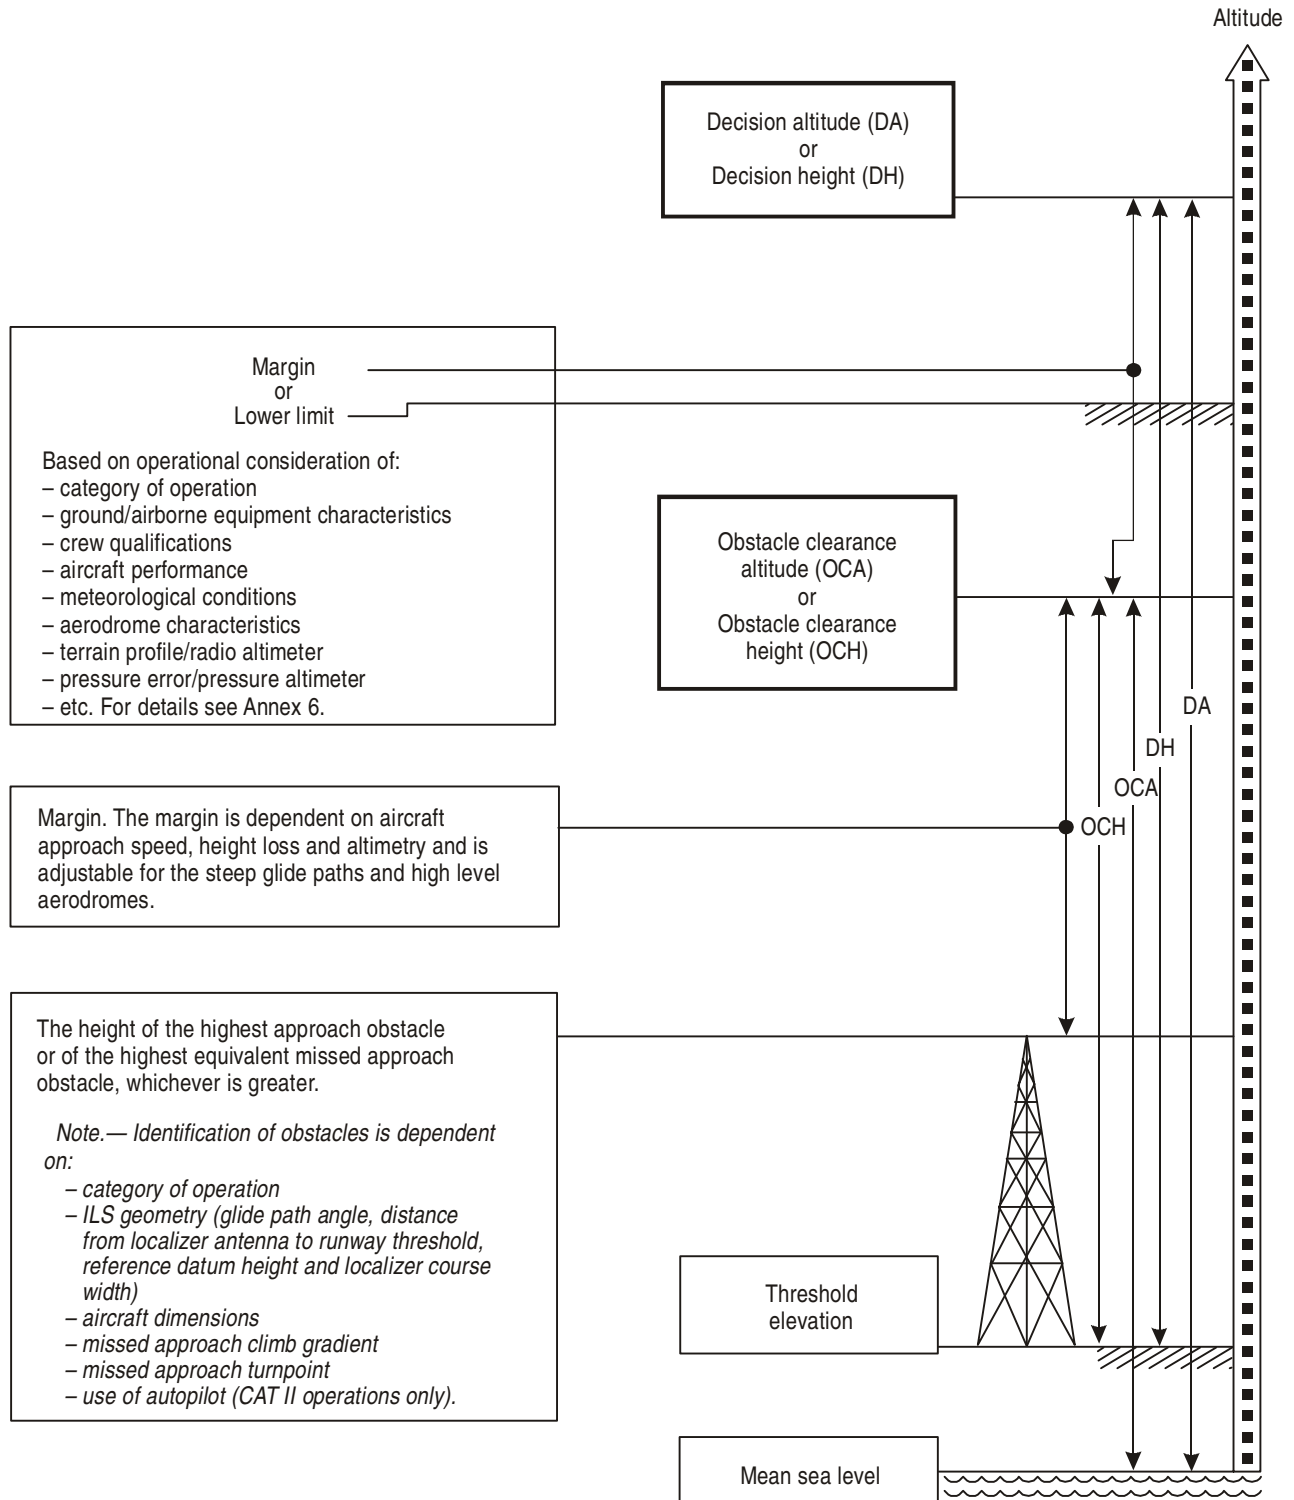 Altitude
Decision altitude (DA)
or
Decision height (DH)
Margin
or
Lower limit
Based on operational consideration of:
– category of operation
– ground/airborne equipment characteristics
– crew qualifications
– aircraft performance
– meteorological conditions
– aerodrome characteristics
– terrain profile/radio altimeter
– pressure error/pressure altimeter
– etc. For details see Annex 6.
Obstacle clearance
altitude (OCA)
or
Obstacle clearance
height (OCH)
DA
DH
OCA
OCH
Margin. The margin is dependent on aircraft
approach speed, height loss and altimetry and is
adjustable for the steep glide paths and high level
aerodromes.
The height of the highest approach obstacle
or of the highest equivalent missed approach
obstacle, whichever is greater.
Note.— Identification of obstacles is dependent
on:
– category of operation
– ILS geometry (glide path angle, distance
from localizer antenna to runway threshold,
reference datum height and localizer course
width)
– aircraft dimensions
– missed approach climb gradient
– missed approach turnpoint
– use of autopilot (CAT II operations only).
Threshold
elevation
Mean sea level